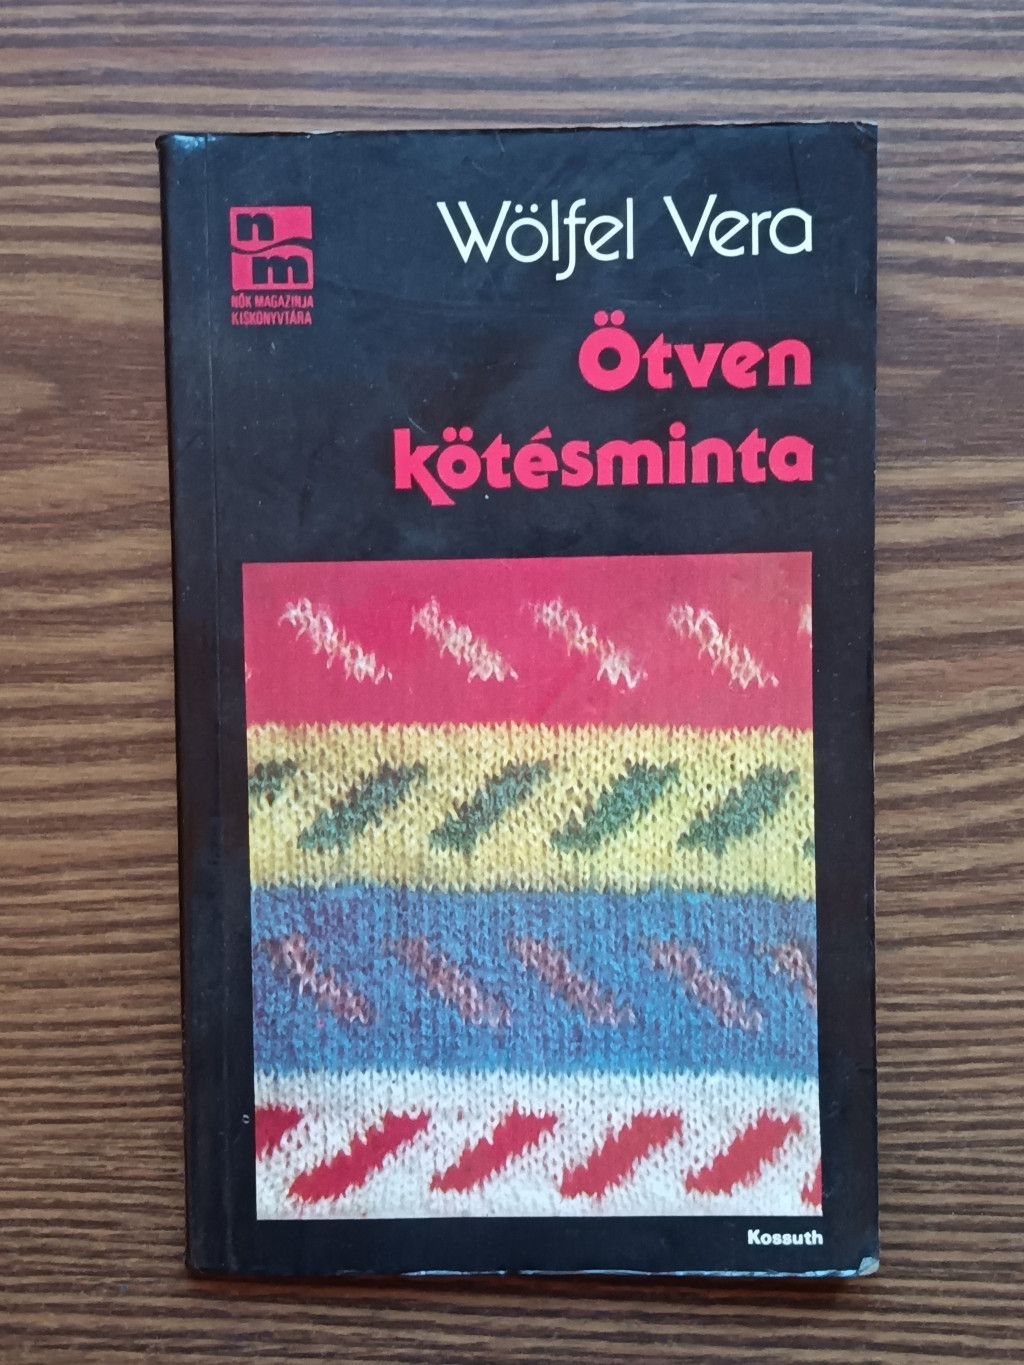 Wölfel Vera
nm
NŐK MAGAZINJA
KISKÖNYVTÁRA
Ötven
kötésminta
Kossuth